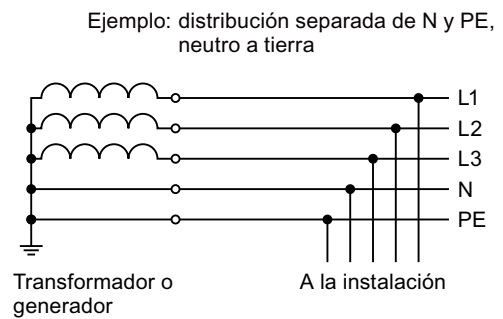 Ejemplo: distribución separada de N y PE,
neutro a tierra
L1
L2
L3
N
PE
Transformador o
generador
A la instalación